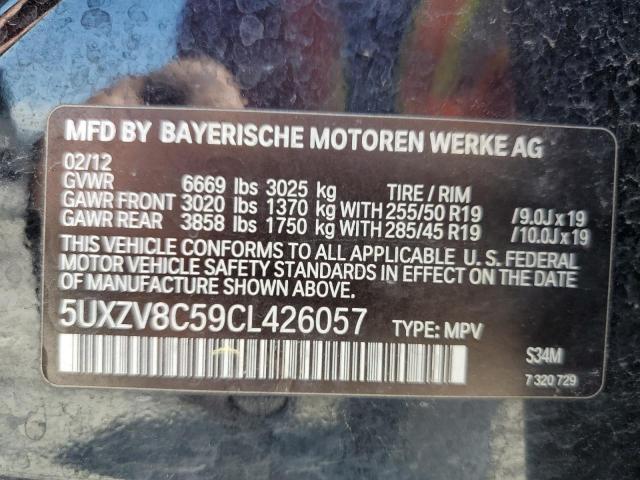 MFD BY BAYERISCHE MOTOREN WERKE AG
02/12
GVWR 6669 lbs 3025 kg TIRE / RIM
GAWR FRONT 3020 lbs 1370 kg WITH 255/50 R19 /9.0J x 19
GAWR REAR 3858 lbs 1750 kg WITH 285/45 R19 /10.0J x 19
THIS VEHICLE CONFORMS TO ALL APPLICABLE U.S. FEDERAL
MOTOR VEHICLE SAFETY STANDARDS IN EFFECT ON THE DATE
OF MANUFACTURE SHOWN ABOVE.
5UXZV8C59CL426057 TYPE: MPV
S34M
7 320 729